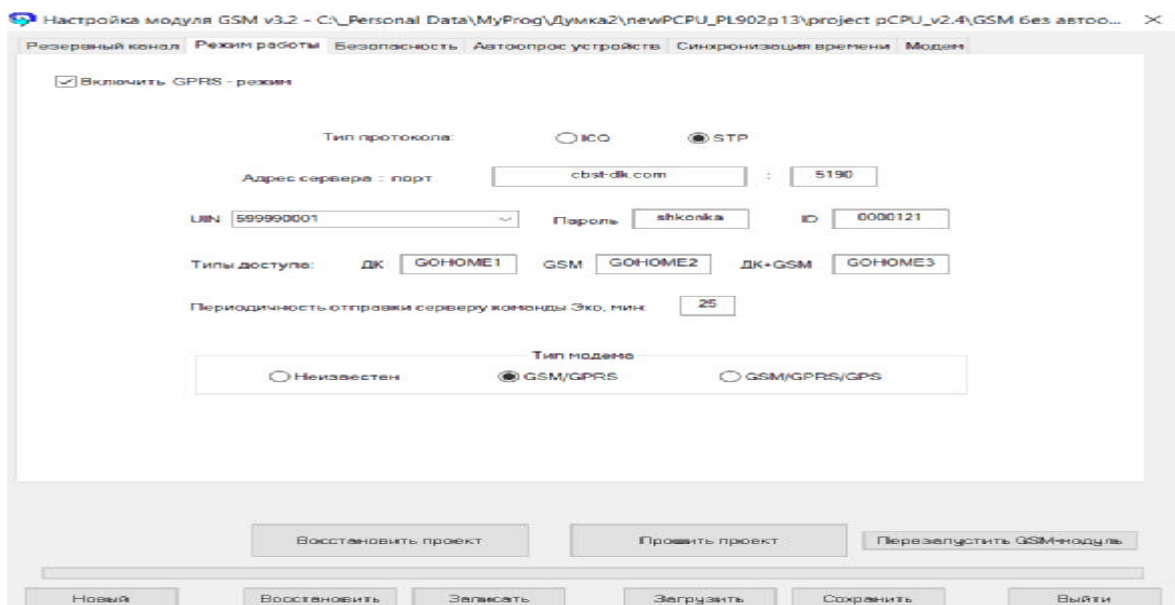 Настройка модуля GSM v3.2 - C:\_Personal Data\MyProg\Думка2\newPCPU_PL902p13\project pCPU_v2.4\GSM без автоо...
Резервный канал Режим работы Безопасность Автоопрос устройств Синхронизация времени Модем
Включить GPRS - режим
Тип протокола: ICQ STP
Адрес сервера : порт cbst-dk.com : 5190
UIN 599990001 Пароль shkonka ID 0000121
Типы доступа: ДК GOHOME1 GSM GOHOME2 ДК+GSM GOHOME3
Периодичность отправки серверу команды Эхо, мин: 25
Тип модема
Неизвестен GSM/GPRS GSM/GPRS/GPS
Восстановить проект Прошить проект Перезапустить GSM-модуль
Новый Восстановить Записать Загрузить Сохранить Выйти